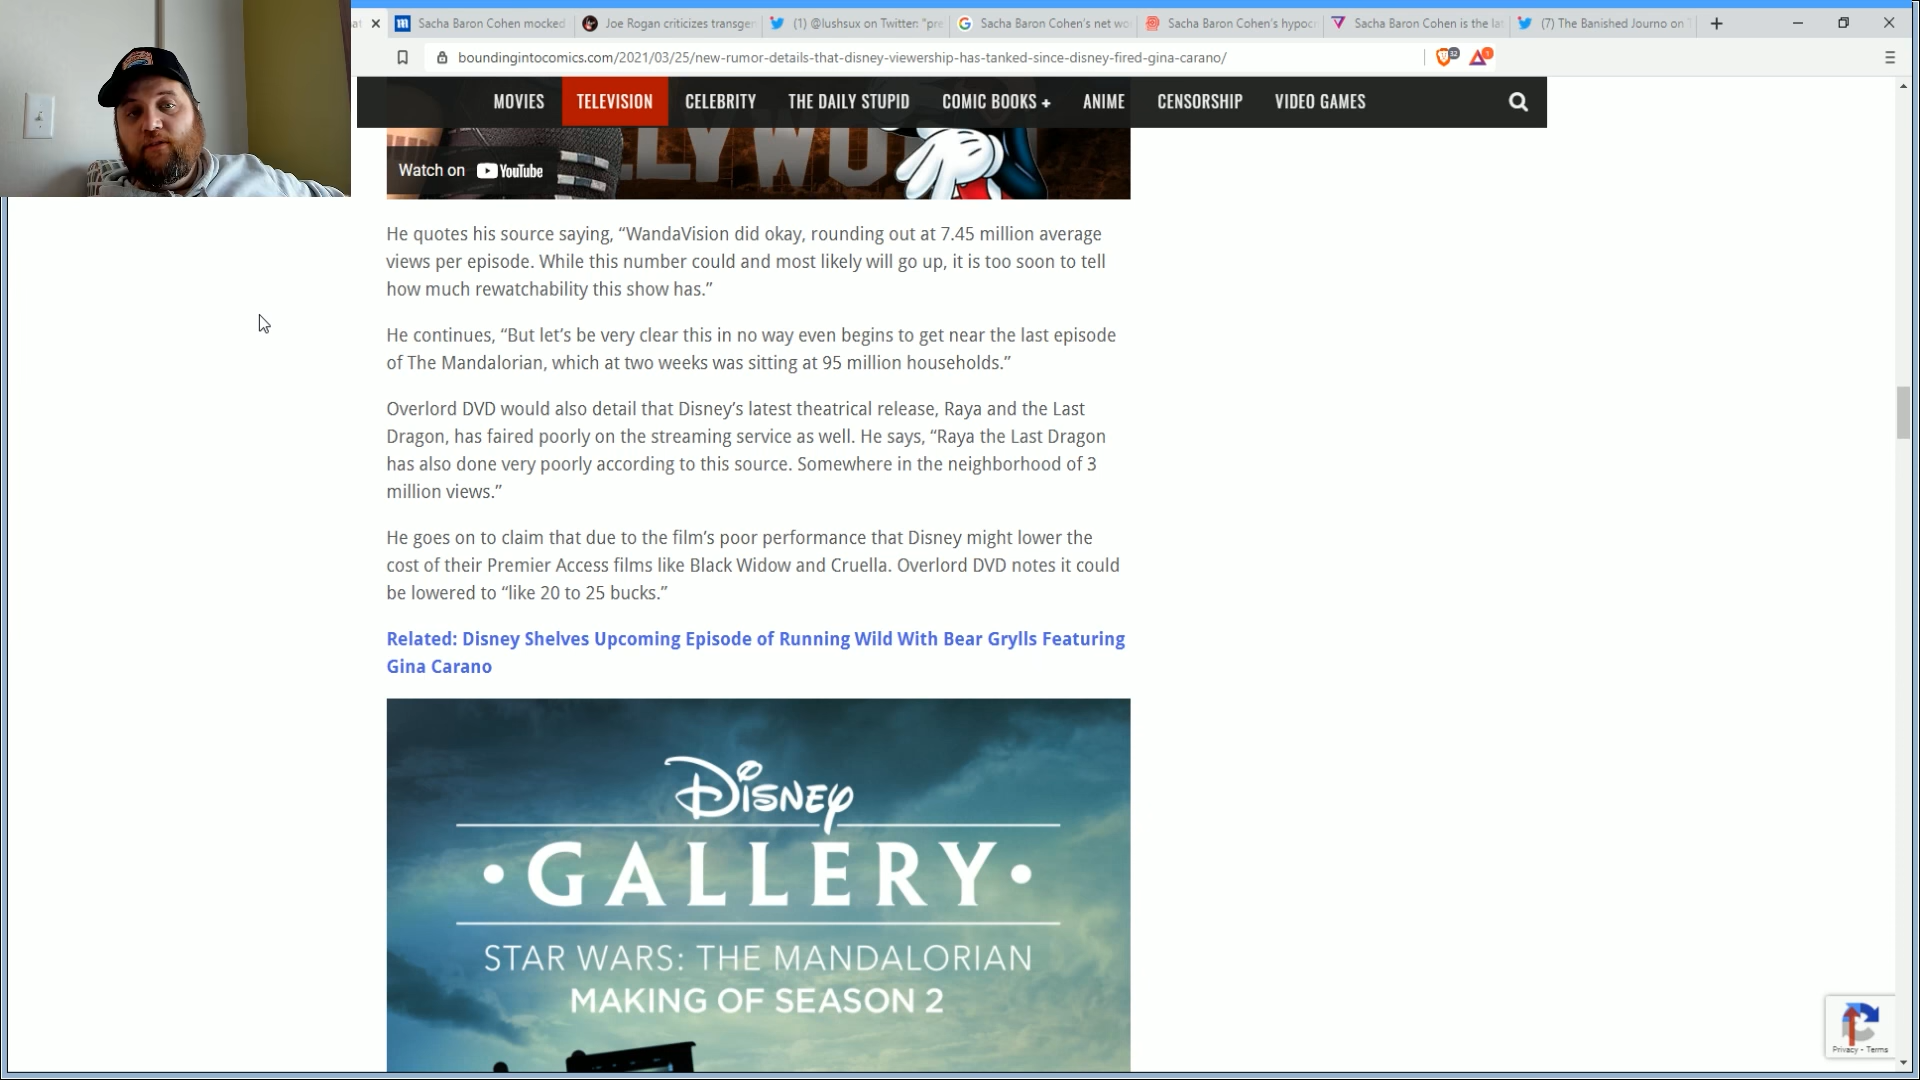 Sacha Baron Cohen mocked
Joe Rogan criticizes transger
(1) @lushsux on Twitter: "pre
Sacha Baron Cohen's net wo
Sacha Baron Cohen's hypoc
Sacha Baron Cohen is the la
(7) The Banished Journo on
boundingintocomics.com/2021/03/25/new-rumor-details-that-disney-viewership-has-tanked-since-disney-fired-gina-carano/
MOVIES
TELEVISION
CELEBRITY
THE DAILY STUPID
COMIC BOOKS +
ANIME
CENSORSHIP
VIDEO GAMES
Watch on YouTube
He quotes his source saying, “WandaVision did okay, rounding out at 7.45 million average
views per episode. While this number could and most likely will go up, it is too soon to tell
how much rewatchability this show has.”
He continues, “But let’s be very clear this in no way even begins to get near the last episode
of The Mandalorian, which at two weeks was sitting at 95 million households.”
Overlord DVD would also detail that Disney’s latest theatrical release, Raya and the Last
Dragon, has faired poorly on the streaming service as well. He says, “Raya the Last Dragon
has also done very poorly according to this source. Somewhere in the neighborhood of 3
million views.”
He goes on to claim that due to the film’s poor performance that Disney might lower the
cost of their Premier Access films like Black Widow and Cruella. Overlord DVD notes it could
be lowered to “like 20 to 25 bucks.”
Related: Disney Shelves Upcoming Episode of Running Wild With Bear Grylls Featuring
Gina Carano
Disney
•GALLERY•
STAR WARS: THE MANDALORIAN
MAKING OF SEASON 2
Privacy - Terms